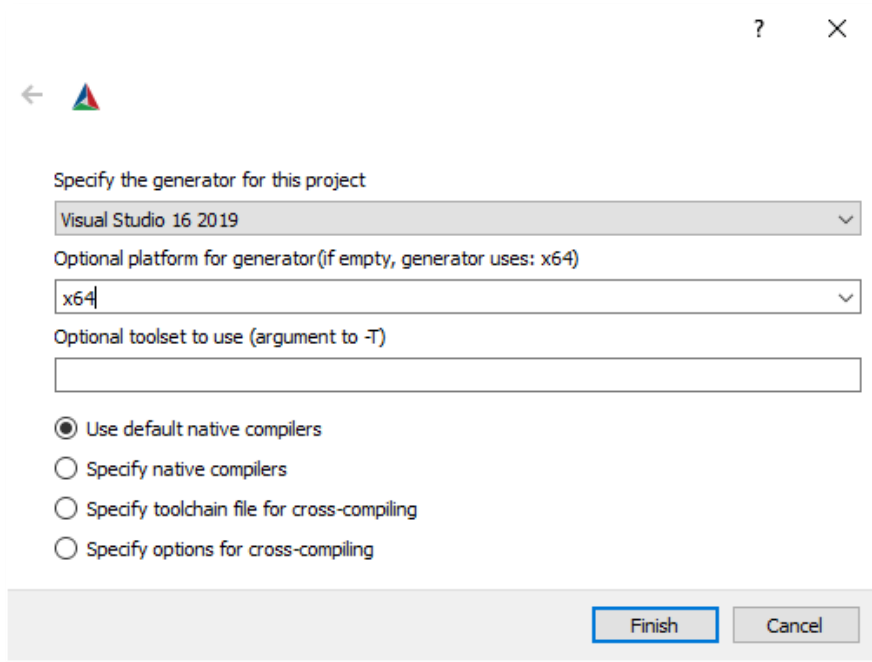 ?
Specify the generator for this project
Visual Studio 16 2019
Optional platform for generator(if empty, generator uses: x64)
x64
Optional toolset to use (argument to -T)
Use default native compilers
Specify native compilers
Specify toolchain file for cross-compiling
Specify options for cross-compiling
Finish Cancel